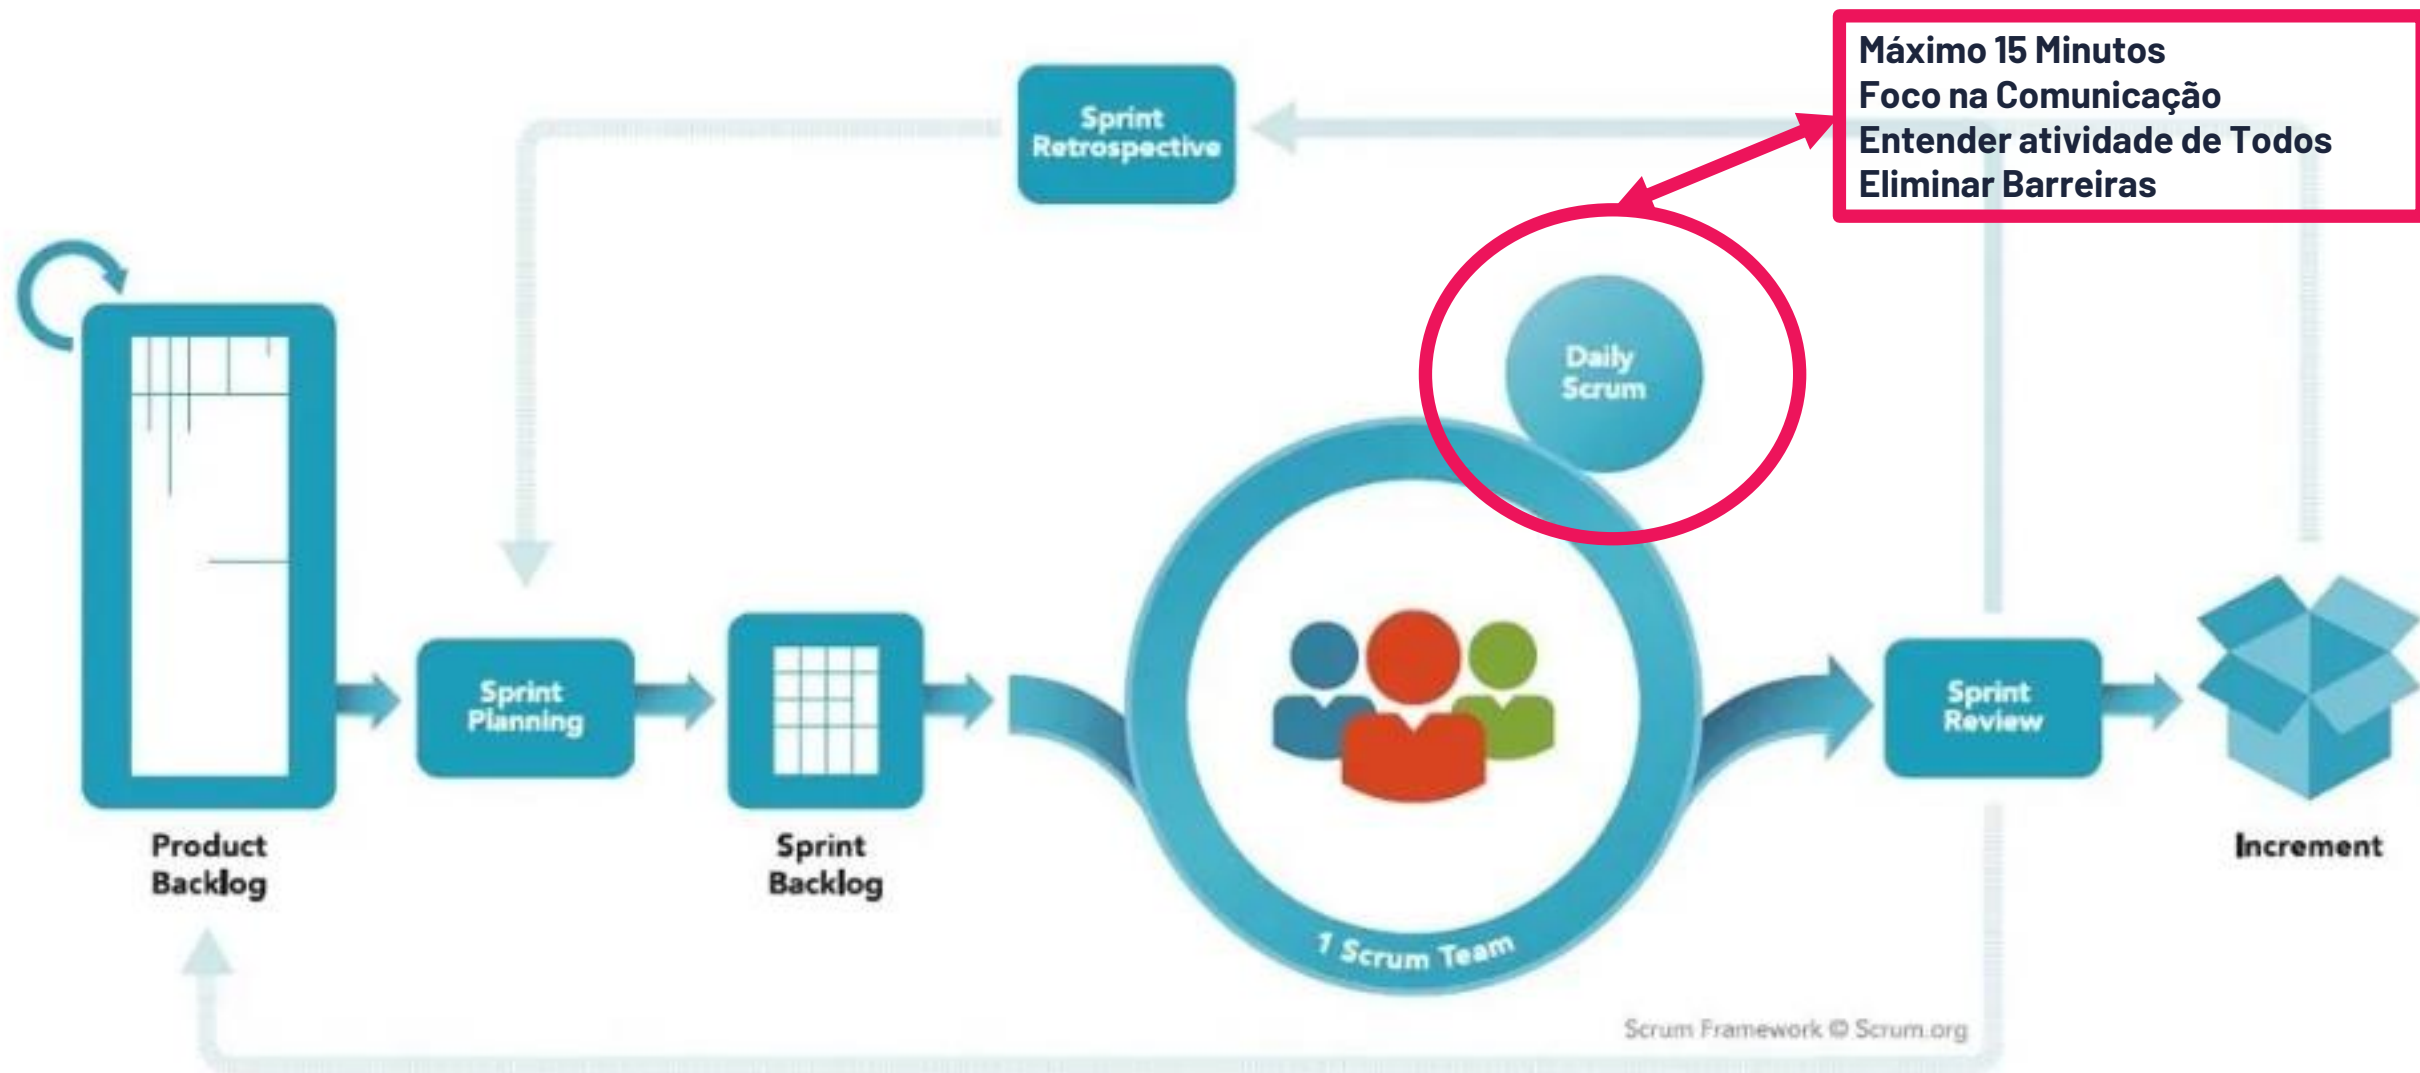 Máximo 15 Minutos
Foco na Comunicação
Entender atividade de Todos
Eliminar Barreiras
Sprint
Retrospective
Daily
Scrum
Sprint
Planning
Sprint
Review
Product
Backlog
Sprint
Backlog
Increment
1 Scrum Team
Scrum Framework © Scrum.org